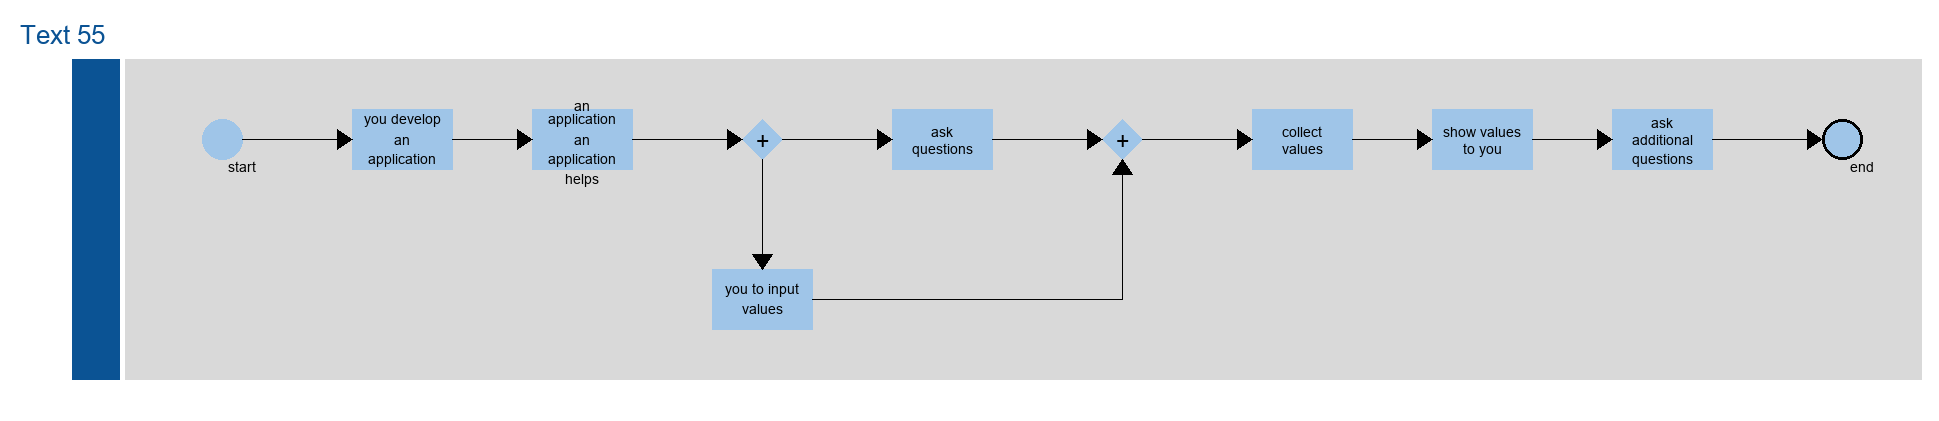 Text 55
start
you develop
an
application
an
application
an
application
helps
+
ask
questions
you to input
values
+
collect
values
show values
to you
ask
additional
questions
end